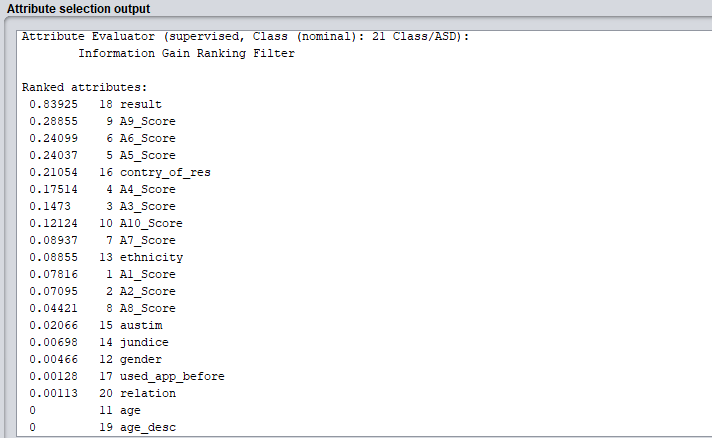 Attribute selection output
Attribute Evaluator (supervised, Class (nominal): 21 Class/ASD):
Information Gain Ranking Filter
Ranked attributes:
0.83925 18 result
0.28855 9 A9_Score
0.24099 6 A6_Score
0.24037 5 A5_Score
0.21054 16 contry_of_res
0.17514 4 A4_Score
0.1473 3 A3_Score
0.12124 10 A10_Score
0.08937 7 A7_Score
0.08855 13 ethnicity
0.07816 1 A1_Score
0.07095 2 A2_Score
0.04421 8 A8_Score
0.02066 15 austim
0.00698 14 jundice
0.00466 12 gender
0.00128 17 used_app_before
0.00113 20 relation
0 11 age
0 19 age_desc